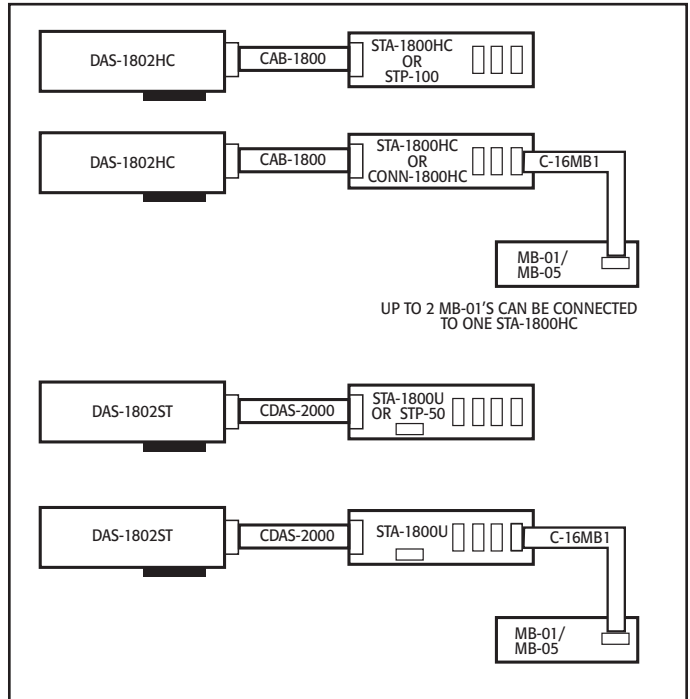 DAS-1802HC
CAB-1800
STA-1800HC
OR
STP-100
DAS-1802HC
CAB-1800
STA-1800HC
OR
CONN-1800HC
C-16MB1
MB-01/
MB-05
UP TO 2 MB-01'S CAN BE CONNECTED
TO ONE STA-1800HC
DAS-1802ST
CDAS-2000
STA-1800U
OR STP-50
DAS-1802ST
CDAS-2000
STA-1800U
C-16MB1
MB-01/
MB-05